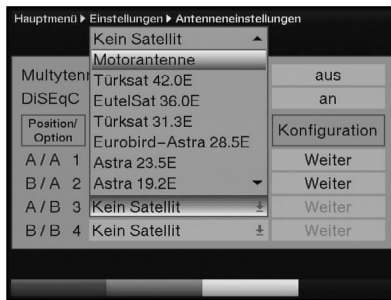 Hauptmenü ▸ Einstellungen ▸ Antenneneinstellungen
Kein Satellit
Motorantenne
Multytenn aus
Türksat 42.0E
DiSEqC an
EutelSat 36.0E
Türksat 31.3E
Position/
Option
Konfiguration
Eurobird-Astra 28.5E
A/A 1 Astra 23.5E Weiter
B/A 2 Astra 19.2E Weiter
A/B 3 Kein Satellit Weiter
B/B 4 Kein Satellit Weiter